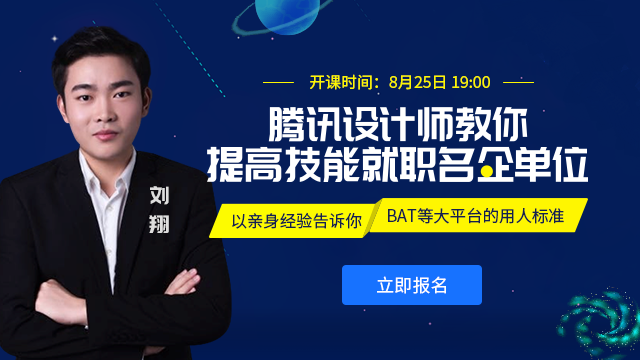 开课时间：8月25日 19:00
腾讯设计师教你
提高技能就职名企单位
刘翔
以亲身经验告诉你
BAT等大平台的用人标准
立即报名